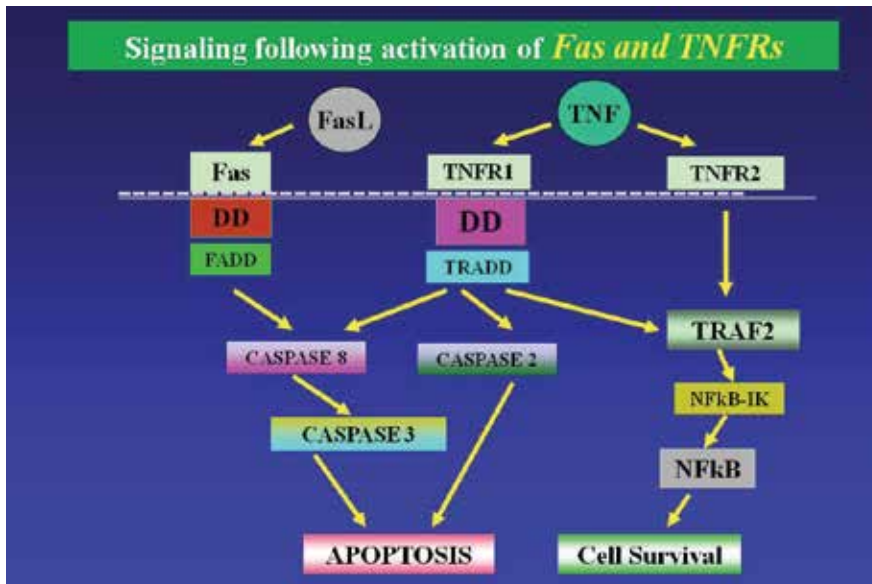 Signaling following activation of Fas and TNFRs
FasL
TNF
Fas
TNFR1
TNFR2
DD
DD
FADD
TRADD
TRAF2
CASPASE 8
CASPASE 2
NFkB-IK
CASPASE 3
NFkB
APOPTOSIS
Cell Survival